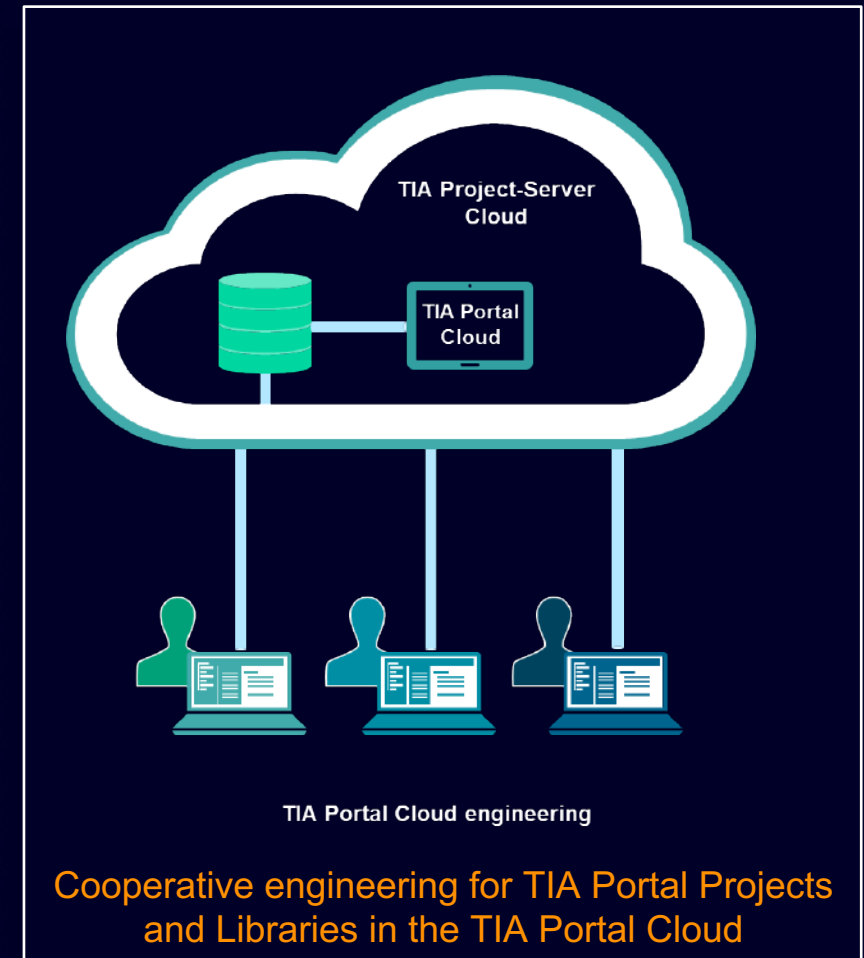 TIA Project-Server
Cloud
TIA Portal
Cloud
TIA Portal Cloud engineering
Cooperative engineering for TIA Portal Projects
and Libraries in the TIA Portal Cloud